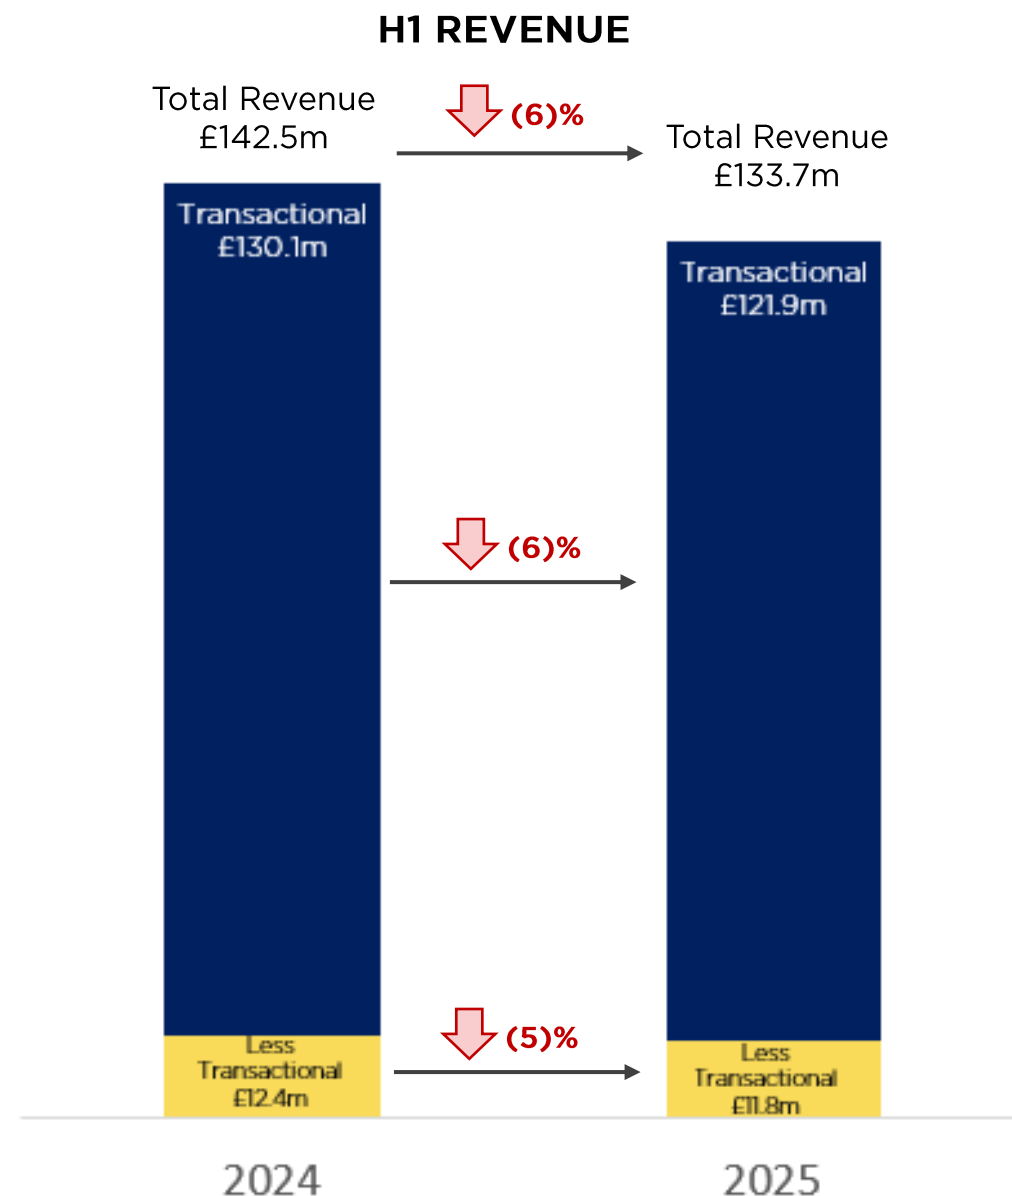 H1 REVENUE
Total Revenue
£142.5m
(6)%
Total Revenue
£133.7m
Transactional
£130.1m
Transactional
£121.9m
(6)%
Less
Transactional
£12.4m
(5)%
Less
Transactional
£11.8m
2024
2025